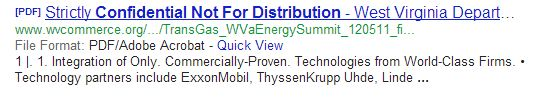 [PDF] Strictly Confidential Not For Distribution - West Virginia Depart...
www.wvcommerce.org/.../TransGas_WVaEnergySummit_120511_fi...
File Format: PDF/Adobe Acrobat - Quick View
1 |. 1. Integration of Only. Commercially-Proven. Technologies from World-Class Firms. •
Technology partners include ExxonMobil, ThyssenKrupp Uhde, Linde ...